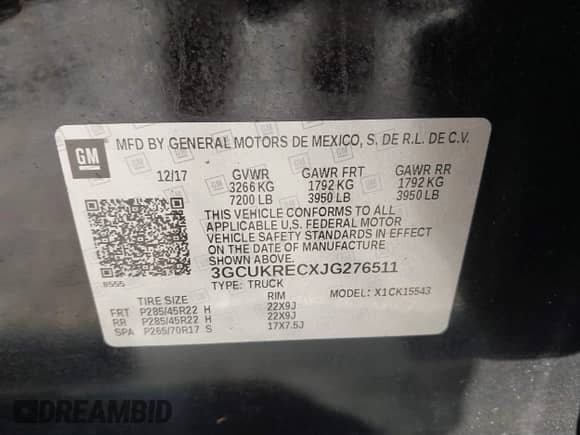 GM
MFD BY GENERAL MOTORS DE MEXICO, S. DE R.L. DE C.V.
12/17 GVWR GAWR FRT GAWR RR
3266 KG 1792 KG 1792 KG
7200 LB 3950 LB 3950 LB
THIS VEHICLE CONFORMS TO ALL
APPLICABLE U.S. FEDERAL MOTOR
VEHICLE SAFETY STANDARDS IN EFFECT
ON THE DATE OF MANUFACTURE
SHOWN ABOVE.
3GCUKRECXJG276511
8555 TYPE: TRUCK MODEL: X1CK15543
TIRE SIZE RIM
FRT P285/45R22 H 22X9J
RR P285/45R22 H 22X9J
SPA P265/70R17 S 17X7.5J
DREAMBID